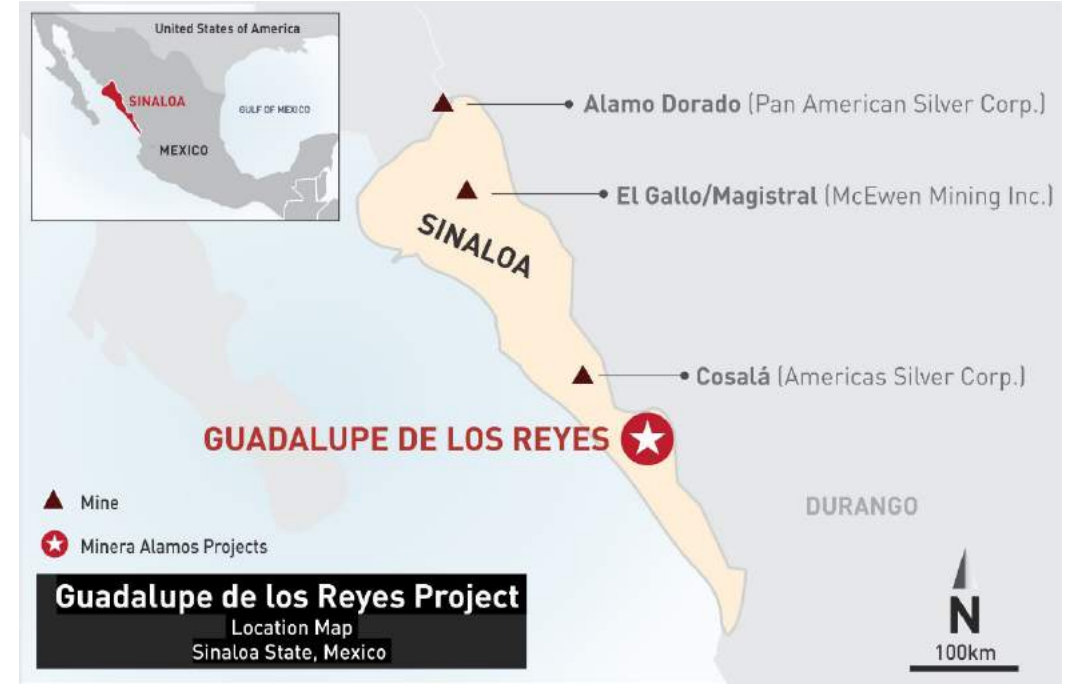 United States of America
SINALOA
GULF OF MEXICO
MEXICO
Alamo Dorado (Pan American Silver Corp.)
El Gallo/Magistral (McEwen Mining Inc.)
SINALOA
Cosalá (Americas Silver Corp.)
GUADALUPE DE LOS REYES
Mine
DURANGO
Minera Alamos Projects
Guadalupe de los Reyes Project
Location Map
Sinaloa State, Mexico
N
100km